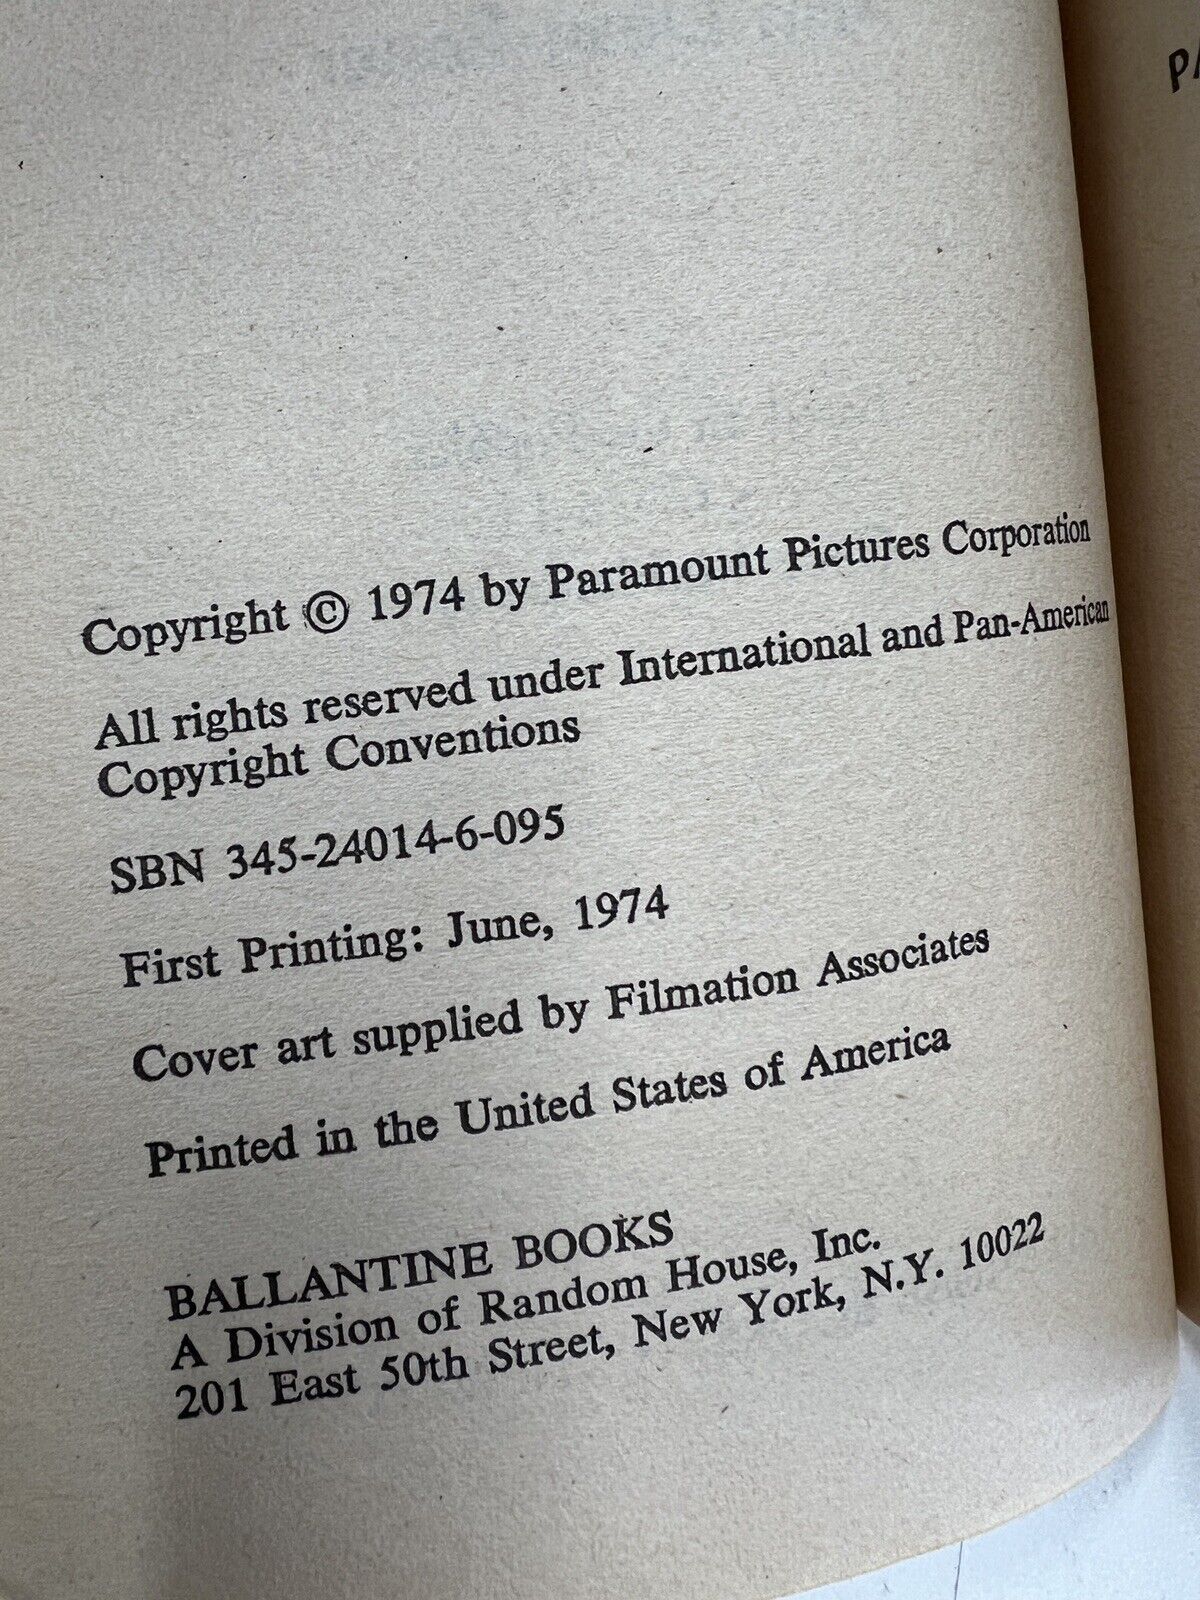 Copyright © 1974 by Paramount Pictures Corporation
All rights reserved under International and Pan-American
Copyright Conventions
SBN 345-24014-6-095
First Printing: June, 1974
Cover art supplied by Filmation Associates
Printed in the United States of America
BALLANTINE BOOKS
A Division of Random House, Inc.
201 East 50th Street, New York, N.Y. 10022